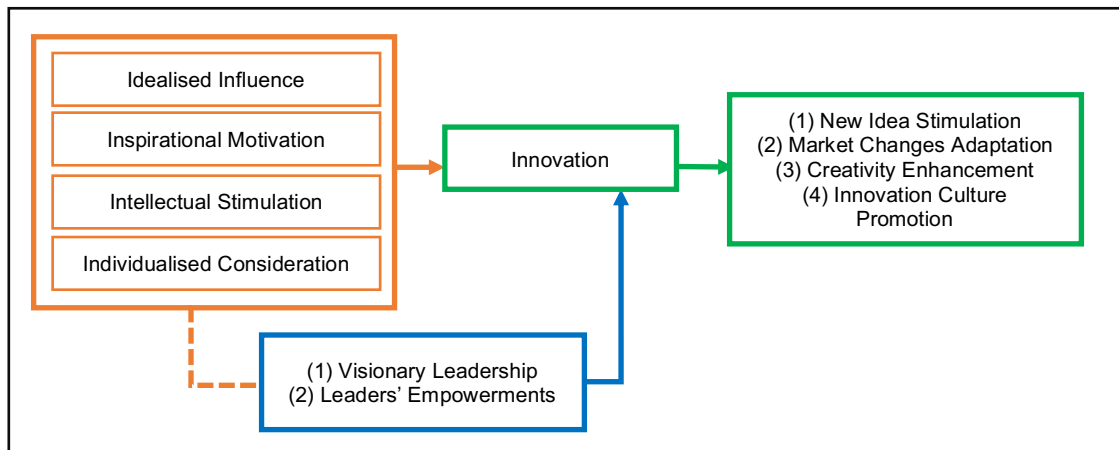 Idealised Influence
Inspirational Motivation
Intellectual Stimulation
Individualised Consideration
Innovation
(1) New Idea Stimulation
(2) Market Changes Adaptation
(3) Creativity Enhancement
(4) Innovation Culture
Promotion
(1) Visionary Leadership
(2) Leaders’ Empowerments